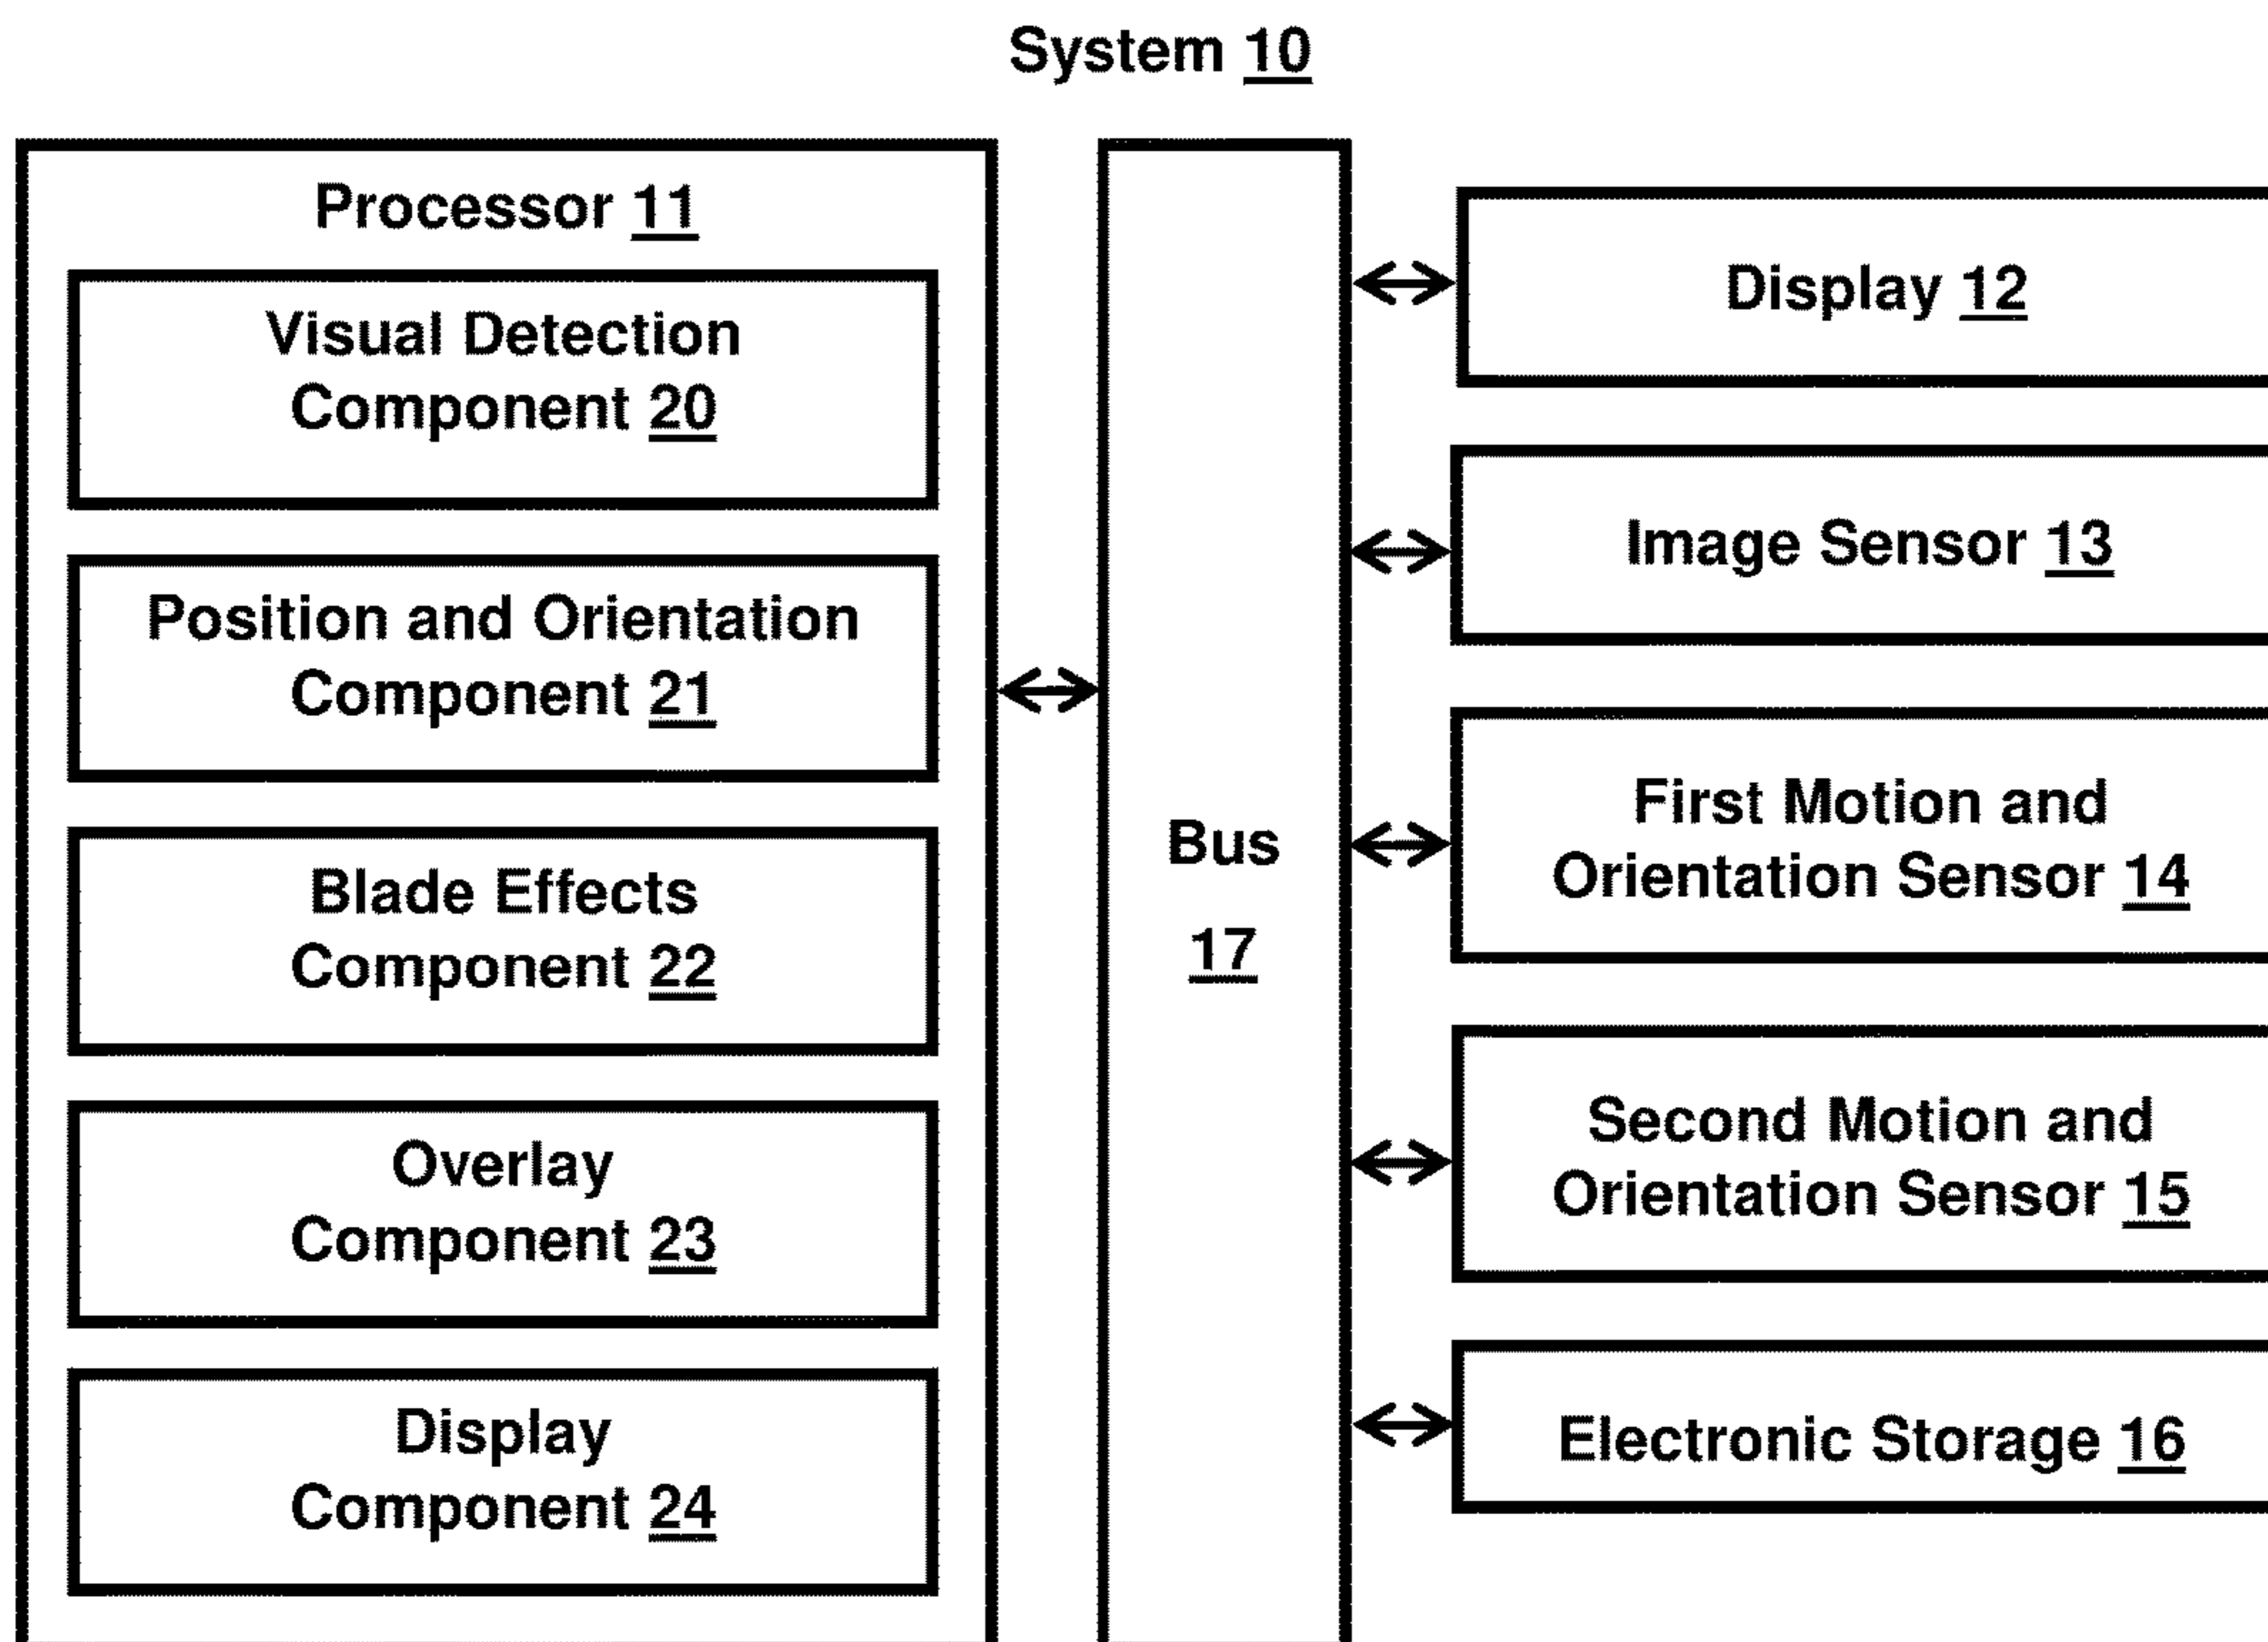 System 10
Processor 11
Visual Detection
Component 20
Position and Orientation
Component 21
Blade Effects
Component 22
Overlay
Component 23
Display
Component 24
Bus
17
Display 12
Image Sensor 13
First Motion and
Orientation Sensor 14
Second Motion and
Orientation Sensor 15
Electronic Storage 16